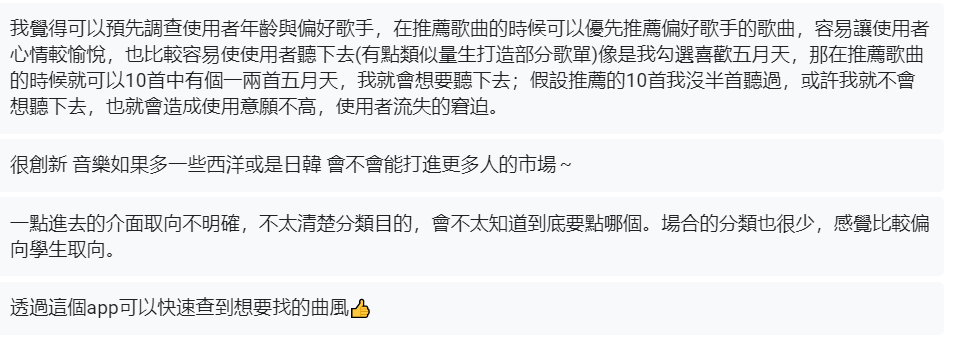 我覺得可以預先調查使用者年齡與偏好歌手，在推薦歌曲的時候可以優先推薦偏好歌手的歌曲，容易讓使用者
心情較愉悅，也比較容易使使用者聽下去(有點類似量生打造部分歌單)像是我勾選喜歡五月天，那在推薦歌曲
的時候就可以10首中有個一兩首五月天，我就會想要聽下去；假設推薦的10首我沒半首聽過，或許我就不會
想聽下去，也就會造成使用意願不高，使用者流失的窘迫。
很創新 音樂如果多一些西洋或是日韓 會不會能打進更多人的市場～
一點進去的介面取向不明確，不太清楚分類目的，會不太知道到底要點哪個。場合的分類也很少，感覺比較偏
向學生取向。
透過這個app可以快速查到想要找的曲風👍